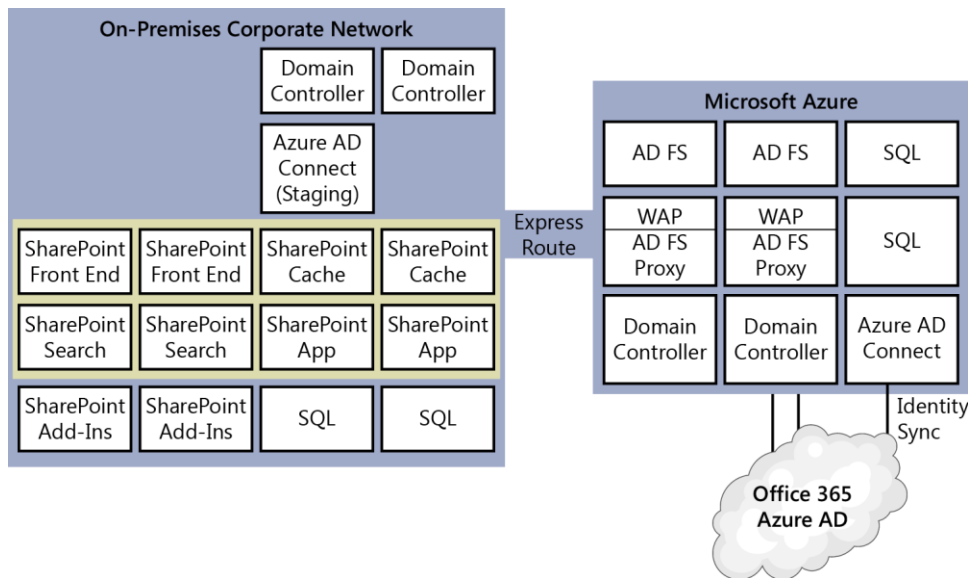 On-Premises Corporate Network
Domain
Controller
Domain
Controller
Azure AD
Connect
(Staging)
SharePoint
Front End
SharePoint
Front End
SharePoint
Cache
SharePoint
Cache
SharePoint
Search
SharePoint
Search
SharePoint
App
SharePoint
App
SharePoint
Add-Ins
SharePoint
Add-Ins
SQL
SQL
Express
Route
Microsoft Azure
AD FS
AD FS
SQL
WAP
AD FS
Proxy
WAP
AD FS
Proxy
SQL
Domain
Controller
Domain
Controller
Azure AD
Connect
Identity
Sync
Office 365
Azure AD